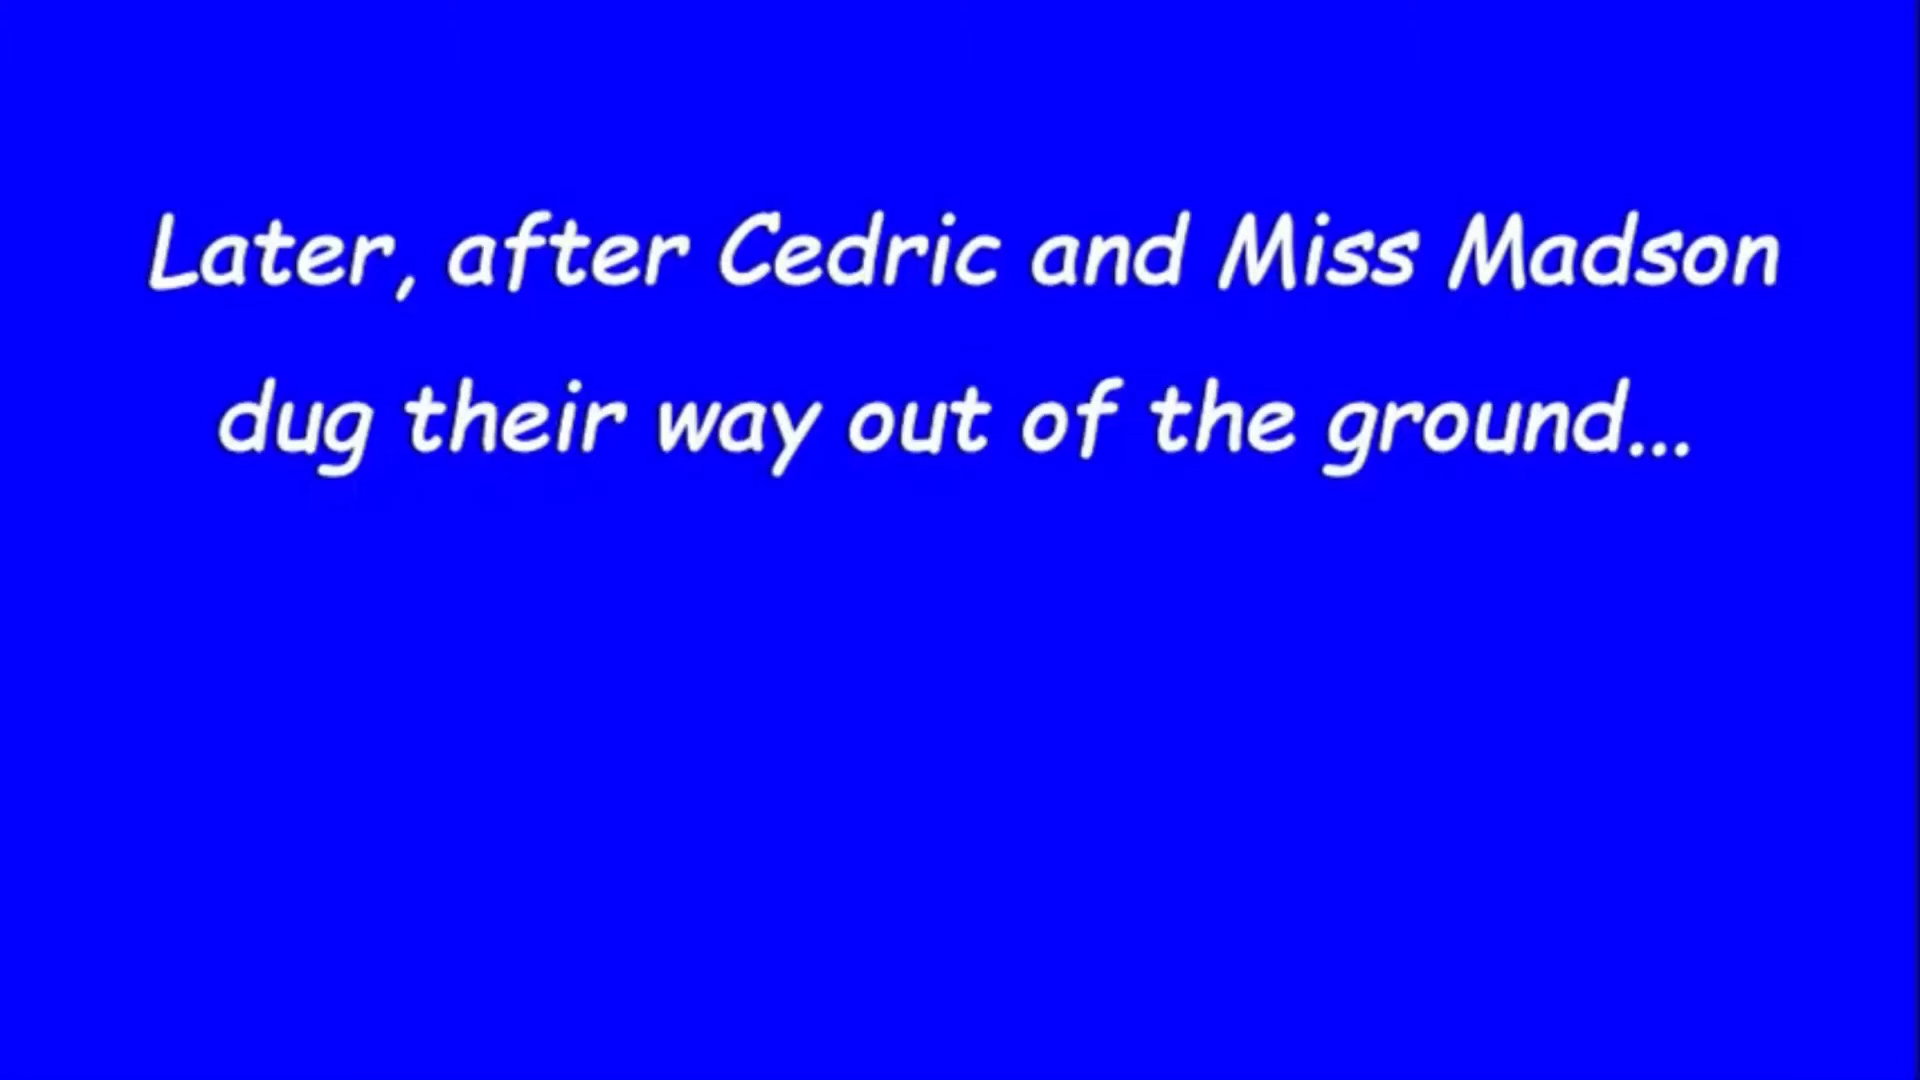 Later, after Cedric and Miss Madson
dug their way out of the ground...